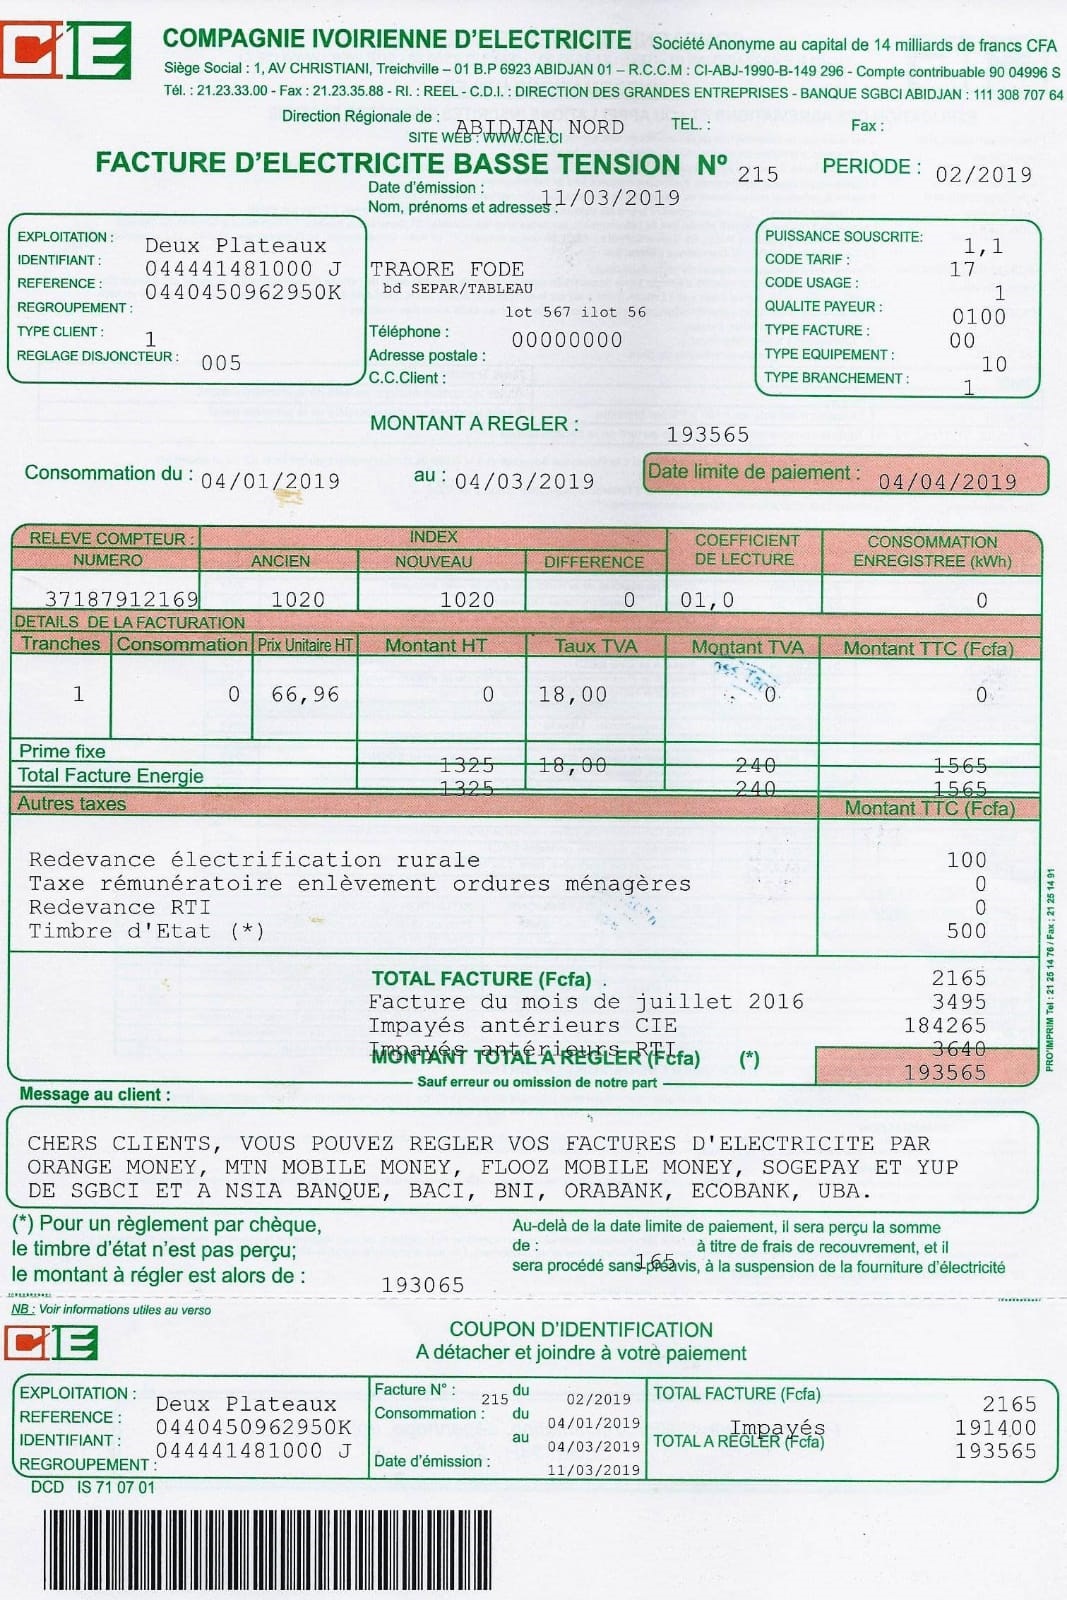 CIE
COMPAGNIE IVOIRIENNE D'ELECTRICITE Société Anonyme au capital de 14 milliards de francs CFA
Siège Social : 1, AV CHRISTIANI, Treichville – 01 B.P 6923 ABIDJAN 01 – R.C.C.M : CI-ABJ-1990-B-149 296 - Compte contribuable 90 04996 S
Tél. : 21.23.33.00 - Fax : 21.23.35.88 - RI. : REEL - C.D.I. : DIRECTION DES GRANDES ENTREPRISES - BANQUE SGBCI ABIDJAN : 111 308 707 64
Direction Régionale de : ABIDJAN NORD TEL. : Fax :
SITE WEB : WWW.CIE.CI
FACTURE D'ELECTRICITE BASSE TENSION Nº 215 PERIODE : 02/2019
Date d'émission : 11/03/2019
Nom, prénoms et adresses :
EXPLOITATION : Deux Plateaux
IDENTIFIANT : 044441481000 J
REFERENCE : 0440450962950K
REGROUPEMENT :
TYPE CLIENT : 1
REGLAGE DISJONCTEUR : 005
TRAORE FODE
bd SEPAR/TABLEAU
lot 567 ilot 56
Téléphone : 00000000
Adresse postale :
C.C.Client :
PUISSANCE SOUSCRITE: 1,1
CODE TARIF : 17
CODE USAGE : 1
QUALITE PAYEUR : 0100
TYPE FACTURE : 00
TYPE EQUIPEMENT : 10
TYPE BRANCHEMENT : 1
MONTANT A REGLER : 193565
Consommation du : 04/01/2019 au : 04/03/2019 Date limite de paiement : 04/04/2019
RELEVE COMPTEUR : INDEX COEFFICIENT DE LECTURE CONSOMMATION ENREGISTREE (kWh)
NUMERO ANCIEN NOUVEAU DIFFERENCE
37187912169 1020 1020 0 01,0 0
DETAILS DE LA FACTURATION
Tranches Consommation Prix Unitaire HT Montant HT Taux TVA Montant TVA Montant TTC (Fcfa)
1 0 66,96 0 18,00 0 0
Prime fixe 1325 18,00 240 1565
Total Facture Energie 1325 240 1565
Autres taxes Montant TTC (Fcfa)
Redevance électrification rurale 100
Taxe rémunératoire enlèvement ordures ménagères 0
Redevance RTI 0
Timbre d'Etat (*) 500
TOTAL FACTURE (Fcfa) . 2165
Facture du mois de juillet 2016 3495
Impayés antérieurs CIE 184265
Impayés antérieurs RTI 3640
MONTANT TOTAL A REGLER (Fcfa) (*) 193565
Sauf erreur ou omission de notre part
PRO'IMPRIM Tel : 21 25 14 76 / Fax : 21 25 14 91
Message au client :
CHERS CLIENTS, VOUS POUVEZ REGLER VOS FACTURES D'ELECTRICITE PAR
ORANGE MONEY, MTN MOBILE MONEY, FLOOZ MOBILE MONEY, SOGEPAY ET YUP
DE SGBCI ET A NSIA BANQUE, BACI, BNI, ORABANK, ECOBANK, UBA.
(*) Pour un règlement par chèque,
le timbre d'état n'est pas perçu;
le montant à régler est alors de : 193065
Au-delà de la date limite de paiement, il sera perçu la somme
de : 165 à titre de frais de recouvrement, et il
sera procédé sans préavis, à la suspension de la fourniture d'électricité
NB : Voir informations utiles au verso
CIE
COUPON D'IDENTIFICATION
A détacher et joindre à votre paiement
EXPLOITATION : Deux Plateaux
REFERENCE : 0440450962950K
IDENTIFIANT : 044441481000 J
REGROUPEMENT :
Facture N° : 215 du 02/2019
Consommation : du 04/01/2019
au 04/03/2019
Date d'émission : 11/03/2019
TOTAL FACTURE (Fcfa) 2165
Impayés 191400
TOTAL A REGLER (Fcfa) 193565
DCD IS 71 07 01